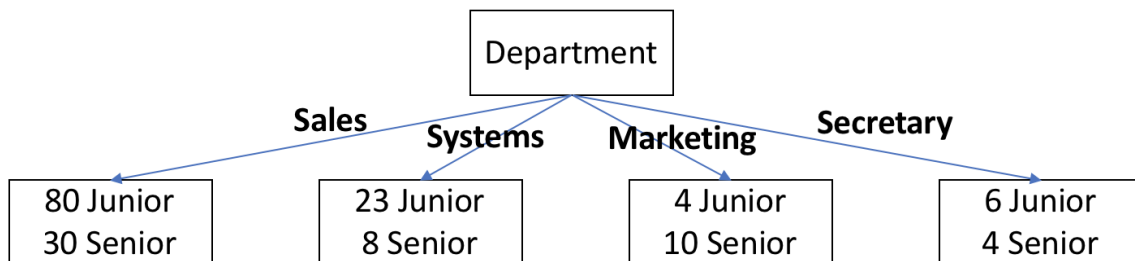 Department
Sales
Systems
Marketing
Secretary
80 Junior
30 Senior
23 Junior
8 Senior
4 Junior
10 Senior
6 Junior
4 Senior